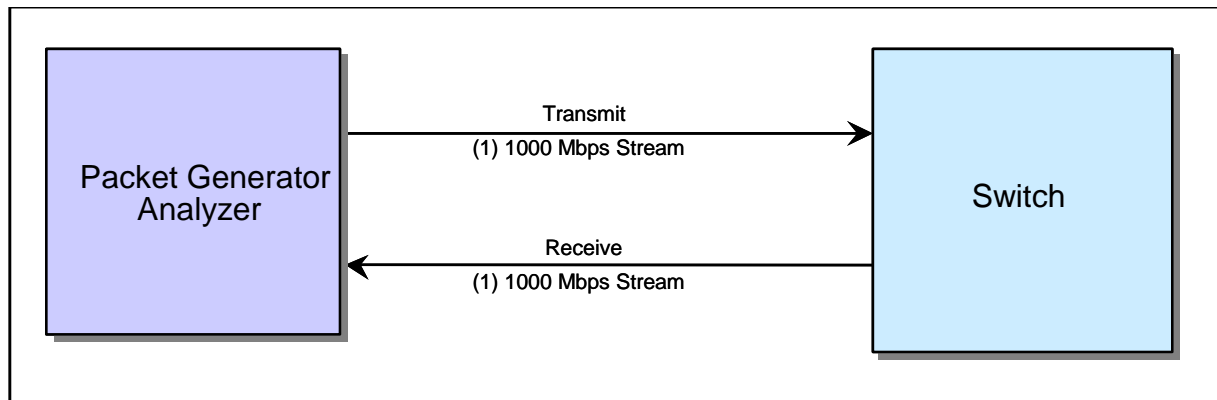 Packet Generator
Analyzer
Transmit
(1) 1000 Mbps Stream
Receive
(1) 1000 Mbps Stream
Switch